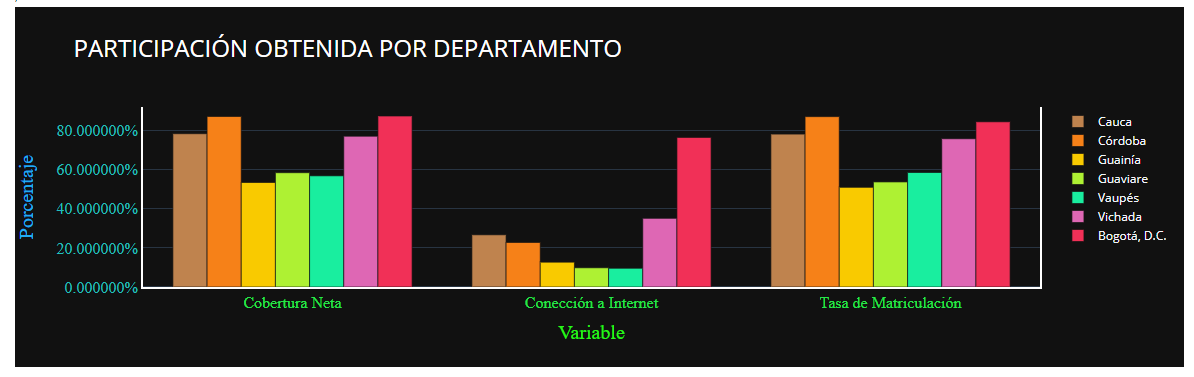 PARTICIPACIÓN OBTENIDA POR DEPARTAMENTO
Porcentaje
80.000000%
60.000000%
40.000000%
20.000000%
0.000000%
Cobertura Neta
Conección a Internet
Tasa de Matriculación
Variable
Cauca
Córdoba
Guainía
Guaviare
Vaupés
Vichada
Bogotá, D.C.